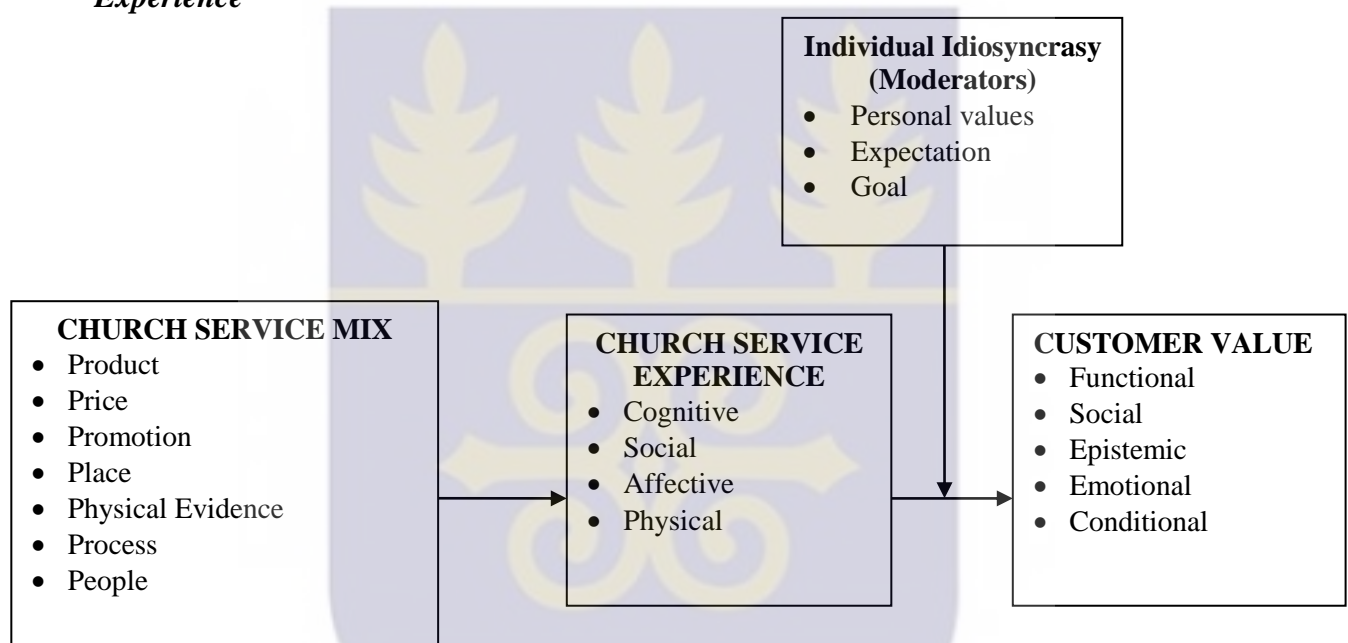 Experience
Individual Idiosyncrasy
(Moderators)
• Personal values
• Expectation
• Goal
CHURCH SERVICE MIX
• Product
• Price
• Promotion
• Place
• Physical Evidence
• Process
• People
CHURCH SERVICE
EXPERIENCE
• Cognitive
• Social
• Affective
• Physical
CUSTOMER VALUE
• Functional
• Social
• Epistemic
• Emotional
• Conditional